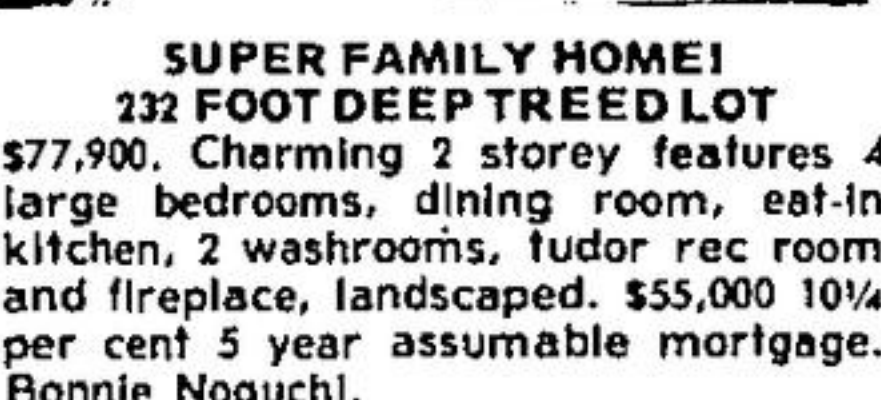 SUPER FAMILY HOME!
232 FOOT DEEP TREED LOT
$77,900. Charming 2 storey features 4
large bedrooms, dining room, eat-in
kitchen, 2 washrooms, tudor rec room
and fireplace, landscaped. $55,000 10¼
per cent 5 year assumable mortgage.
Bonnie Noguchi.